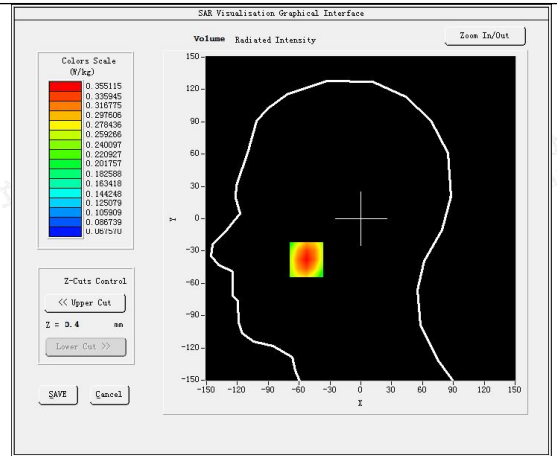 SAR Visualisation Graphical Interface
Volume Radiated Intensity
Zoom In/Out
Colors Scale
(W/kg)
0.355115
0.335945
0.316775
0.297606
0.278436
0.259266
0.240097
0.220927
0.201757
0.182588
0.163418
0.144248
0.125079
0.105909
0.086739
0.067570
Z-Cuts Control
<< Upper Cut
Z = 0.4 mm
Lower Cut >>
SAVE Cancel
150
120
90
60
30
0
-30
-60
-90
-120
-150
Y
-150 -120 -90 -60 -30 0 30 60 90 120 150
X